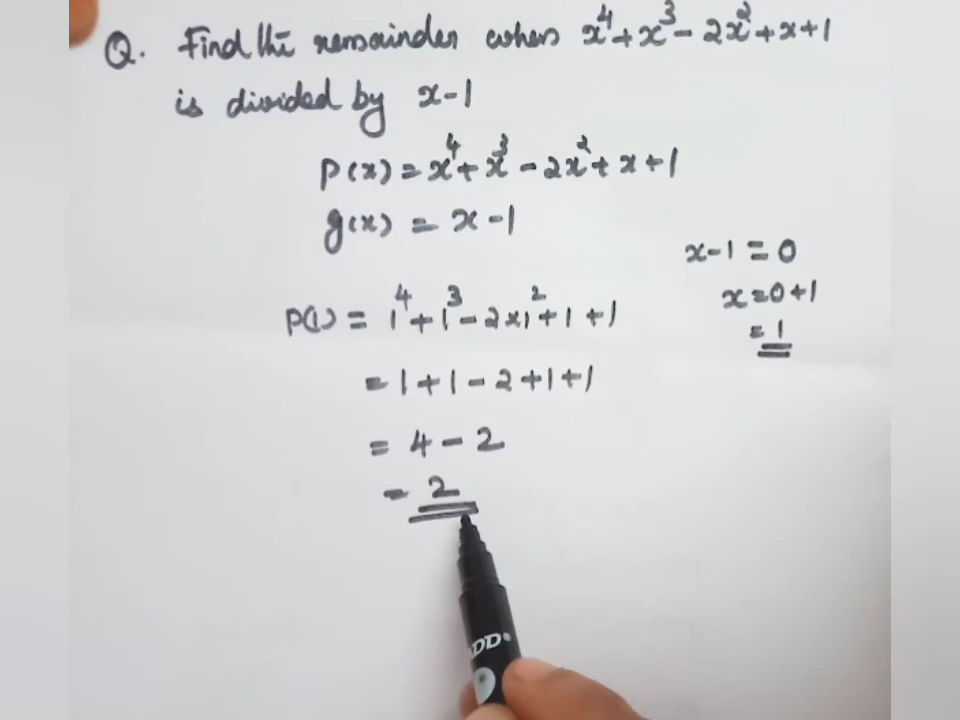 Q. Find the remainder when x⁴+x³-2x²+x+1
is divided by x-1
P(x)=x⁴+x³-2x²+x+1
g(x) = x-1
x-1=0
x=0+1
=1
P(1) = 1⁴+1³-2×1²+1+1
=1+1-2+1+1
= 4-2
= 2
DD